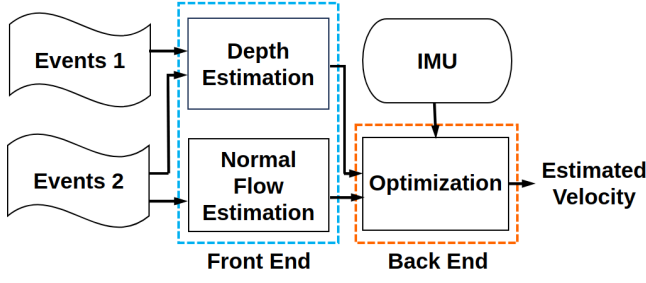 Events 1
Depth
Estimation
IMU
Events 2
Normal
Flow
Estimation
Optimization
Estimated
Velocity
Front End
Back End